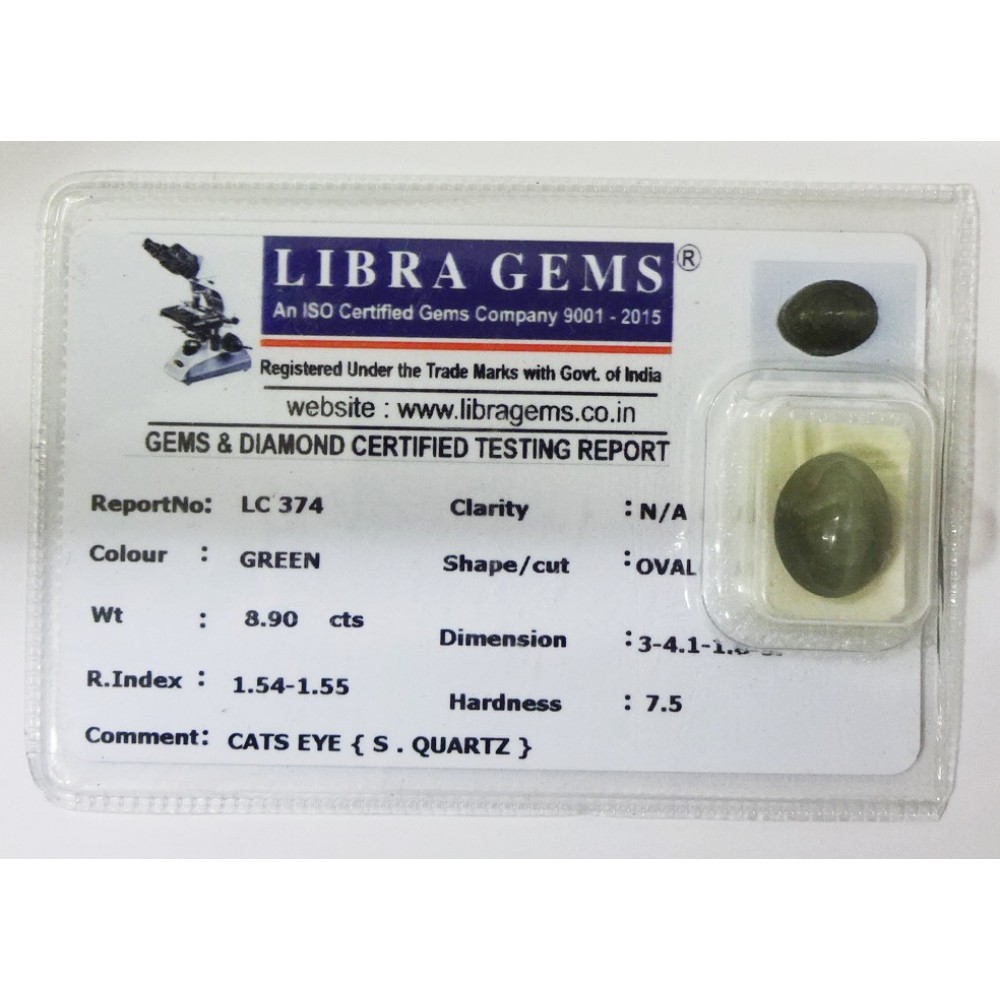 LIBRA GEMS ®
An ISO Certified Gems Company 9001 - 2015
Registered Under the Trade Marks with Govt. of India
website : www.libragems.co.in
GEMS & DIAMOND CERTIFIED TESTING REPORT
ReportNo: LC 374 Clarity : N/A
Colour : GREEN Shape/cut : OVAL
Wt : 8.90 cts Dimension :
R.Index : 1.54-1.55 Hardness : 7.5
Comment: CATS EYE { S . QUARTZ }